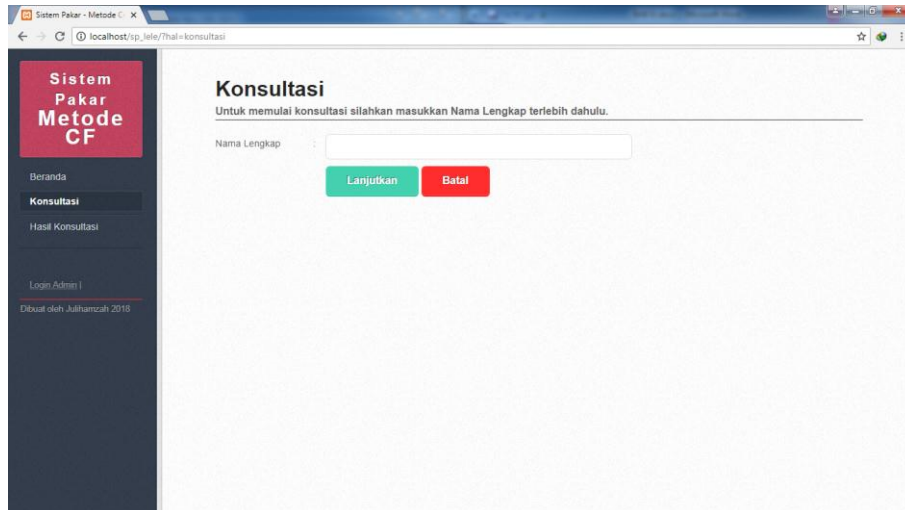 Sistem Pakar - Metode C
localhost/sp_lele/?hal=konsultasi
Sistem
Pakar
Metode
CF
Beranda
Konsultasi
Hasil Konsultasi
Login Admin |
Dibuat oleh Julihamzah 2018
Konsultasi
Untuk memulai konsultasi silahkan masukkan Nama Lengkap terlebih dahulu.
Nama Lengkap :
Lanjutkan
Batal